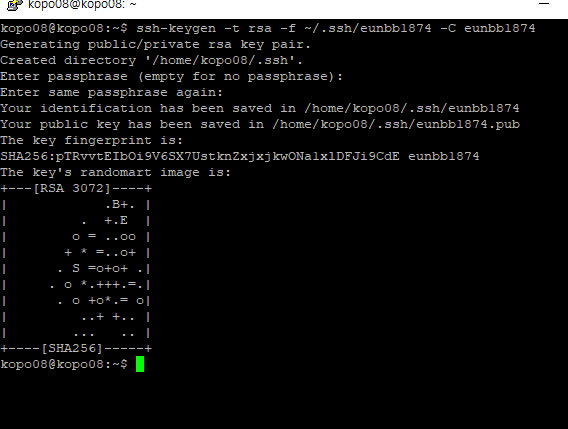 kopo08@kopo08: ~
kopo08@kopo08:~$ ssh-keygen -t rsa -f ~/.ssh/eunbb1874 -C eunbb1874
Generating public/private rsa key pair.
Created directory '/home/kopo08/.ssh'.
Enter passphrase (empty for no passphrase):
Enter same passphrase again:
Your identification has been saved in /home/kopo08/.ssh/eunbb1874
Your public key has been saved in /home/kopo08/.ssh/eunbb1874.pub
The key fingerprint is:
SHA256:pTRvvtEIbOi9V6SX7UstknZxjxjkwONa1x1DFJi9CdE eunbb1874
The key's randomart image is:
+---[RSA 3072]----+
|            .B+. |
|         .  +.E  |
|        o = ..oo |
|       + * =..o+ |
|      . S =o+o+ .|
|     . o *.+++.=.|
|      . o +o*.= o|
|         ..+ +.. |
|        ...   .. |
+----[SHA256]-----+
kopo08@kopo08:~$